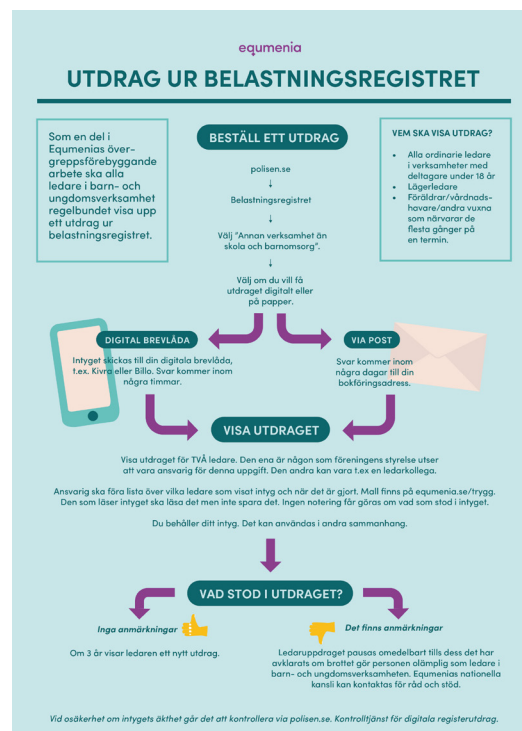 equmenia
UTDRAG UR BELASTNINGSREGISTRET
Som en del i
Equmenias över-
greppsförebyggande
arbete ska alla
ledare i barn- och
ungdomsverksamhet
regelbundet visa upp
ett utdrag ur
belastningsregistret.
BESTÄLL ETT UTDRAG
polisen.se
↓
Belastningsregistret
↓
Välj "Annan verksamhet än
skola och barnomsorg".
↓
Välj om du vill få
utdraget digitalt eller
på papper.
VEM SKA VISA UTDRAG?
• Alla ordinarie ledare
i verksamheter med
deltagare under 18 år
• Lägerledare
• Föräldrar/vårdnads-
havare/andra vuxna
som närvarar de
flesta gånger på
en termin.
DIGITAL BREVLÅDA
Intyget skickas till din digitala brevlåda,
t.ex. Kivra eller Billo. Svar kommer inom
några timmar.
VIA POST
Svar kommer inom
några dagar till din
bokföringsadress.
VISA UTDRAGET
Visa utdraget för TVÅ ledare. Den ena är någon som föreningens styrelse utser
att vara ansvarig för denna uppgift. Den andra kan vara t.ex en ledarkollega.
Ansvarig ska föra lista över vilka ledare som visat intyg och när det är gjort. Mall finns på equmenia.se/trygg.
Den som läser intyget ska läsa det men inte spara det. Ingen notering får göras om vad som stod i intyget.
Du behåller ditt intyg. Det kan användas i andra sammanhang.
VAD STOD I UTDRAGET?
Inga anmärkningar
Om 3 år visar ledaren ett nytt utdrag.
Det finns anmärkningar
Ledaruppdraget pausas omedelbart tills dess det har
avklarats om brottet gör personen olämplig som ledare i
barn- och ungdomsverksamheten. Equmenias nationella
kansli kan kontaktas för råd och stöd.
Vid osäkerhet om intygets äkthet går det att kontrollera via polisen.se. Kontrolltjänst för digitala registerutdrag.